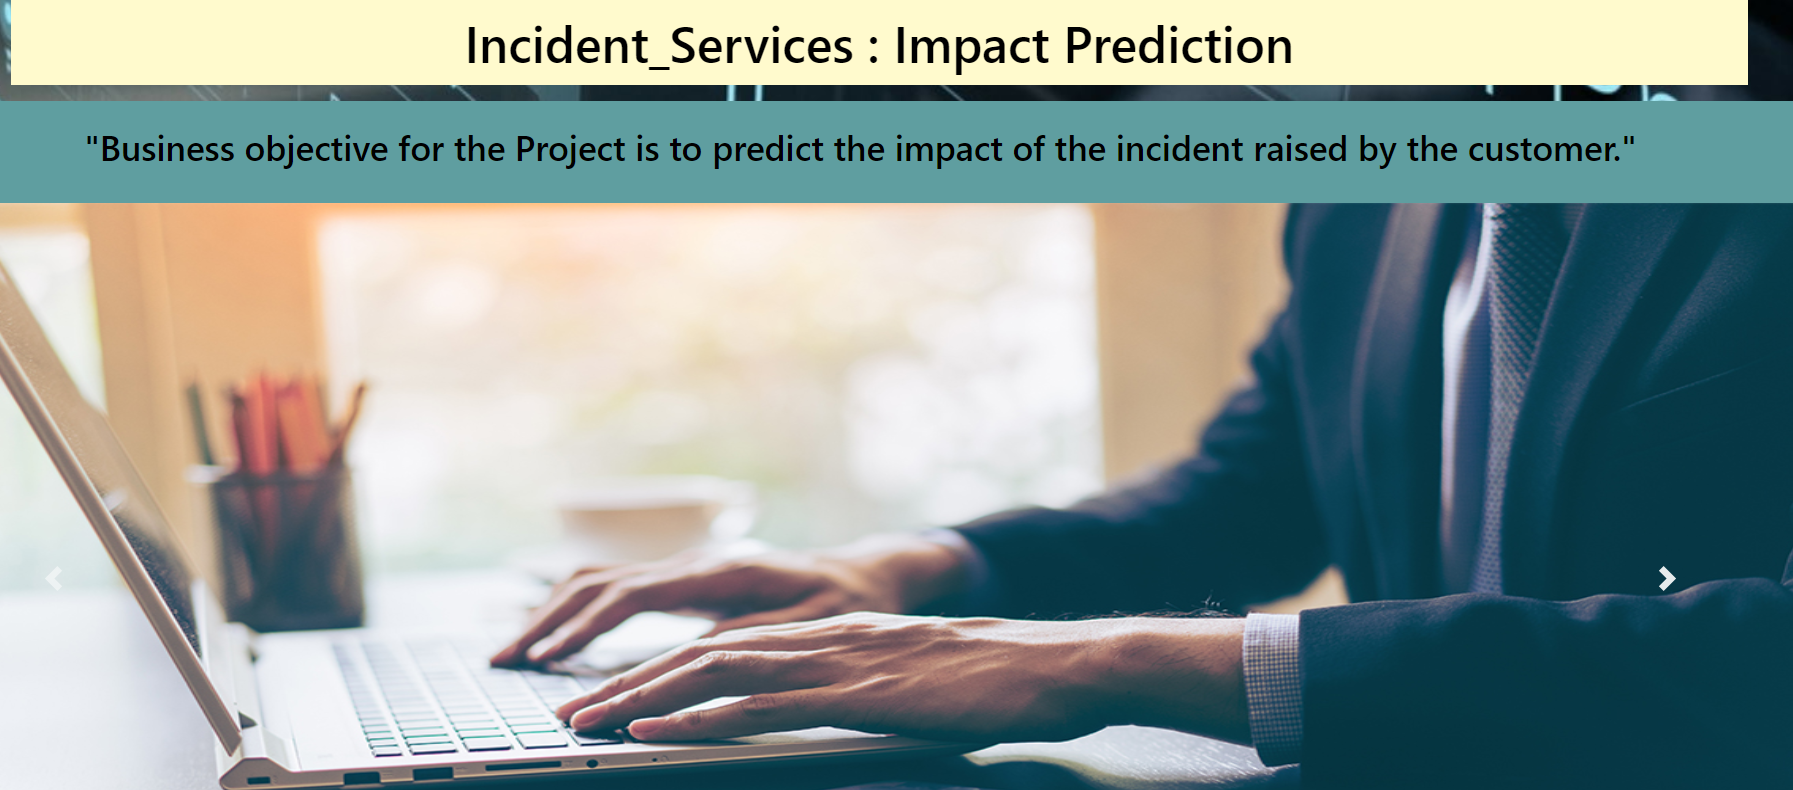 Incident_Services : Impact Prediction
"Business objective for the Project is to predict the impact of the incident raised by the customer."